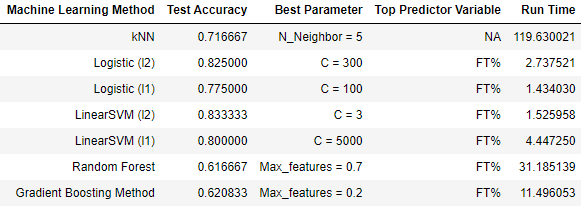 Machine Learning Method Test Accuracy Best Parameter Top Predictor Variable Run Time
kNN 0.716667 N_Neighbor = 5 NA 119.630021
Logistic (l2) 0.825000 C = 300 FT% 2.737521
Logistic (l1) 0.775000 C = 100 FT% 1.434030
LinearSVM (l2) 0.833333 C = 3 FT% 1.525958
LinearSVM (l1) 0.800000 C = 5000 FT% 4.447250
Random Forest 0.616667 Max_features = 0.7 FT% 31.185139
Gradient Boosting Method 0.620833 Max_features = 0.2 FT% 11.496053